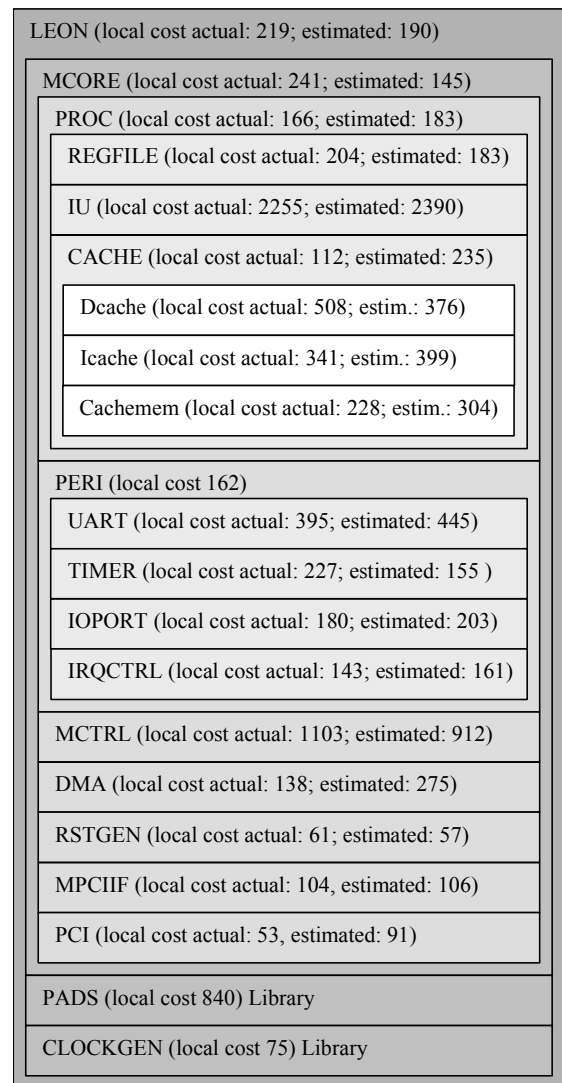 LEON (local cost actual: 219; estimated: 190)
MCORE (local cost actual: 241; estimated: 145)
PROC (local cost actual: 166; estimated: 183)
REGFILE (local cost actual: 204; estimated: 183)
IU (local cost actual: 2255; estimated: 2390)
CACHE (local cost actual: 112; estimated: 235)
Dcache (local cost actual: 508; estim.: 376)
Icache (local cost actual: 341; estim.: 399)
Cachemem (local cost actual: 228; estim.: 304)
PERI (local cost 162)
UART (local cost actual: 395; estimated: 445)
TIMER (local cost actual: 227; estimated: 155 )
IOPORT (local cost actual: 180; estimated: 203)
IRQCTRL (local cost actual: 143; estimated: 161)
MCTRL (local cost actual: 1103; estimated: 912)
DMA (local cost actual: 138; estimated: 275)
RSTGEN (local cost actual: 61; estimated: 57)
MPCIIF (local cost actual: 104, estimated: 106)
PCI (local cost actual: 53, estimated: 91)
PADS (local cost 840) Library
CLOCKGEN (local cost 75) Library